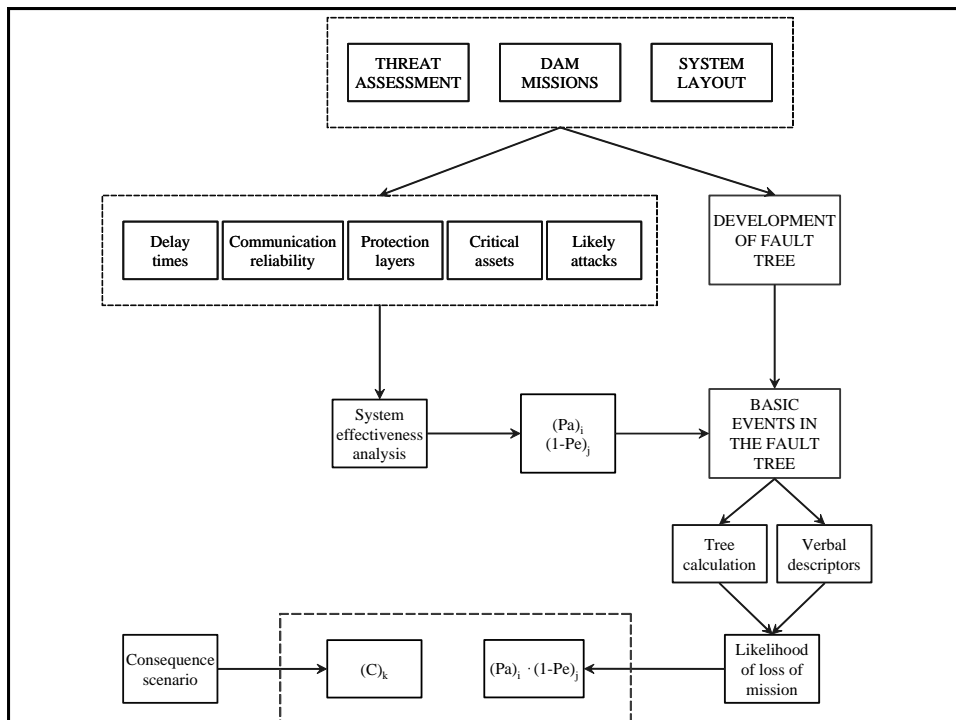 THREAT
ASSESSMENT
DAM
MISSIONS
SYSTEM
LAYOUT
Delay
times
Communication
reliability
Protection
layers
Critical
assets
Likely
attacks
DEVELOPMENT
OF FAULT
TREE
System
effectiveness
analysis
(Pa)i
(1-Pe)j
BASIC
EVENTS IN
THE FAULT
TREE
Tree
calculation
Verbal
descriptors
Consequence
scenario
(C)k
(Pa)i · (1-Pe)j
Likelihood
of loss of
mission